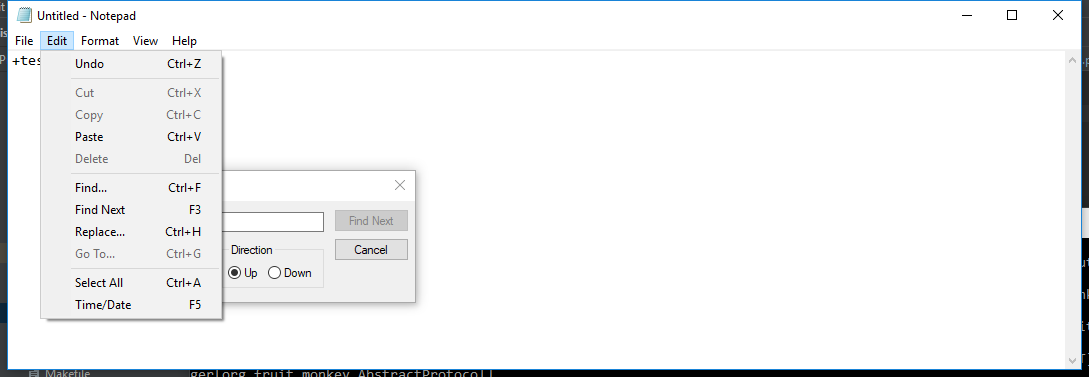 Untitled - Notepad
File Edit Format View Help
+tes
Undo Ctrl+Z
Cut Ctrl+X
Copy Ctrl+C
Paste Ctrl+V
Delete Del
Find... Ctrl+F
Find Next F3
Replace... Ctrl+H
Go To... Ctrl+G
Select All Ctrl+A
Time/Date F5
Find Next
Cancel
Direction
Up Down
Makefile
ger[org.fruit.monkey.AbstractProtocol]